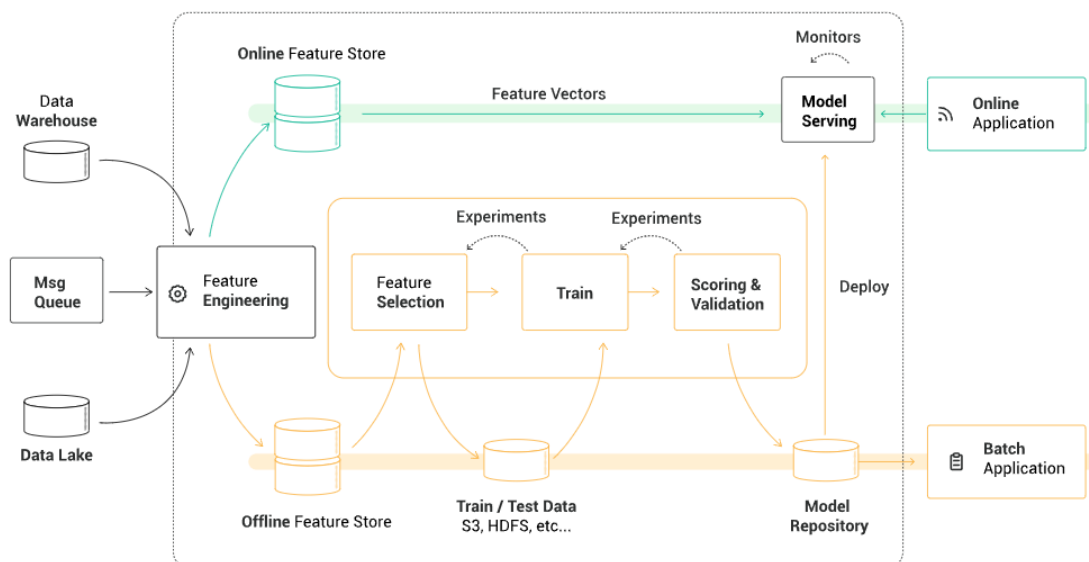 Monitors
Online Feature Store
Feature Vectors
Model
Serving
Online
Application
Data
Warehouse
Experiments
Experiments
Msg
Queue
Feature
Engineering
Feature
Selection
Train
Scoring &
Validation
Deploy
Data Lake
Batch
Application
Offline Feature Store
Train / Test Data
S3, HDFS, etc...
Model
Repository